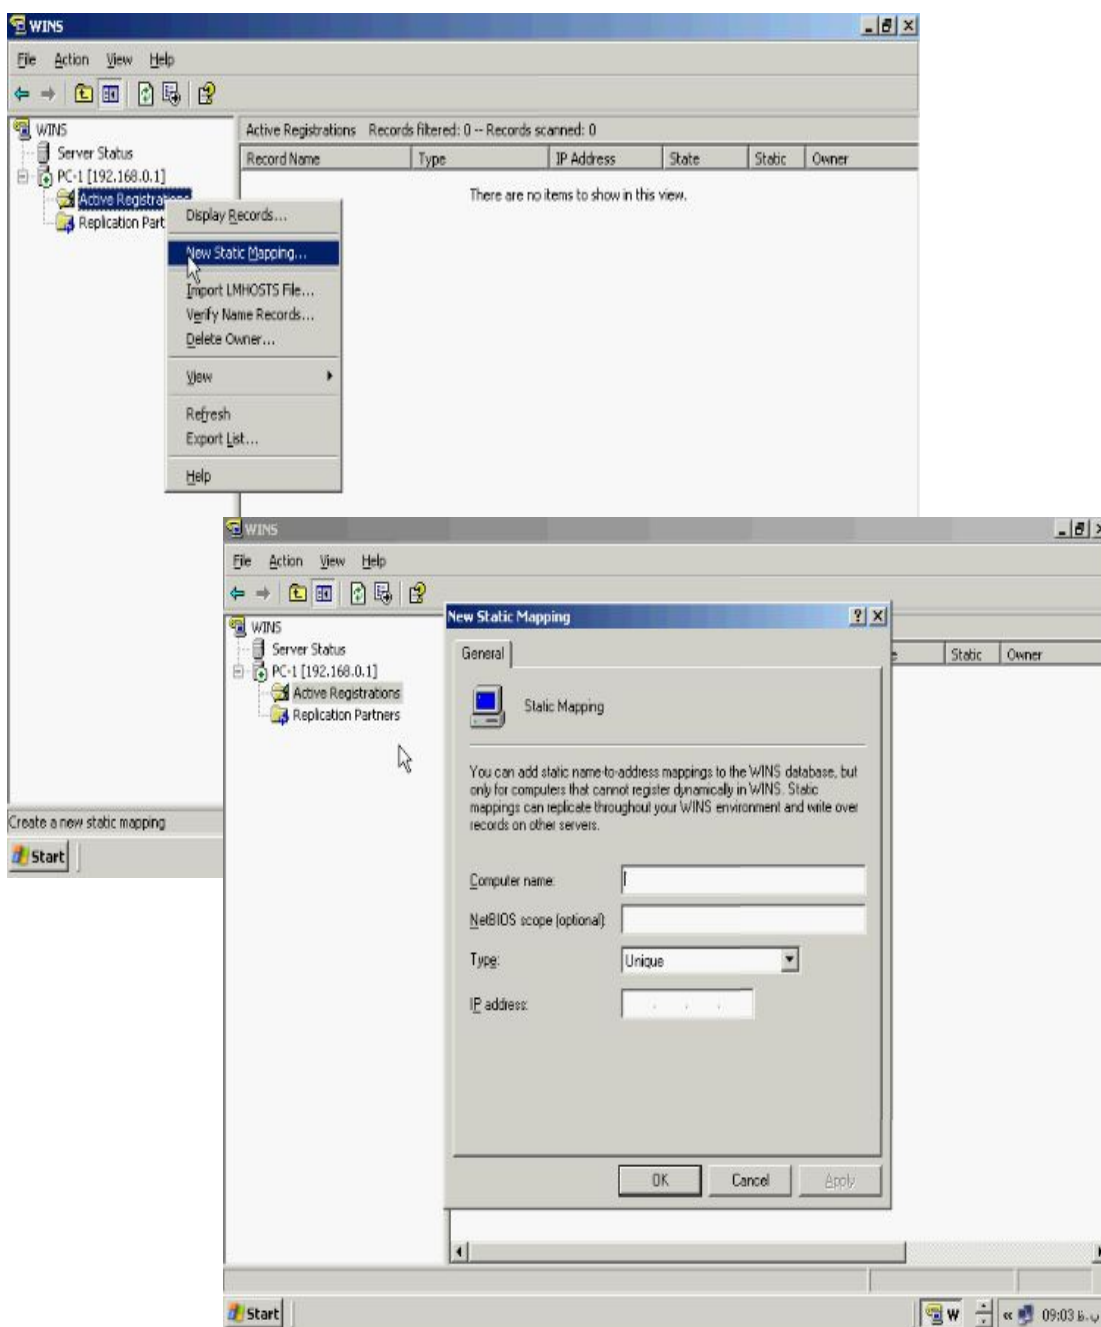 WINS
File Action View Help
WINS
Server Status
PC-1 [192.168.0.1]
Active Registrations
Replication Part
Active Registrations Records filtered: 0 -- Records scanned: 0
Record Name Type IP Address State Static Owner
There are no items to show in this view.
Display Records...
New Static Mapping...
Import LMHOSTS File...
Verify Name Records...
Delete Owner...
View
Refresh
Export List...
Help
Create a new static mapping
Start
WINS
File Action View Help
WINS
Server Status
PC-1 [192.168.0.1]
Active Registrations
Replication Partners
Static Owner
New Static Mapping
General
Static Mapping
You can add static name-to-address mappings to the WINS database, but
only for computers that cannot register dynamically in WINS. Static
mappings can replicate throughout your WINS environment and write over
records on other servers.
Computer name:
NetBIOS scope (optional):
Type: Unique
IP address:
OK Cancel Apply
Start
W
09:03 ب.ظ